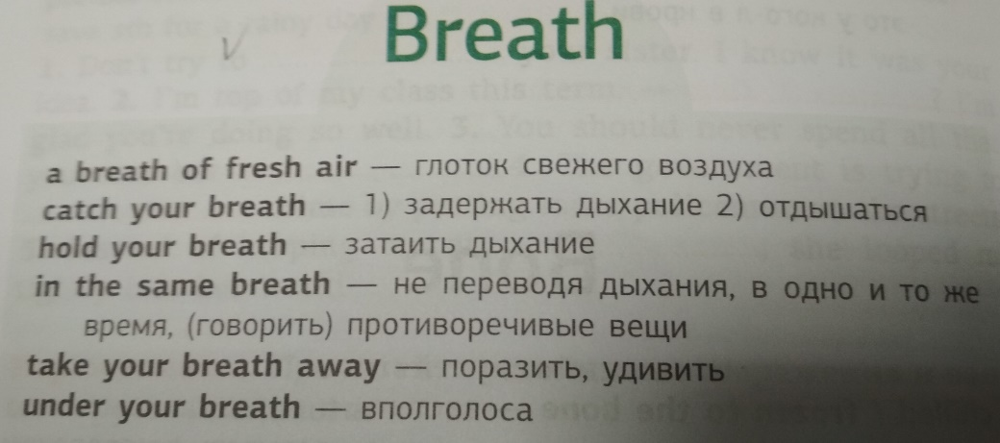 Breath
a breath of fresh air — глоток свежего воздуха
catch your breath — 1) задержать дыхание 2) отдышаться
hold your breath — затаить дыхание
in the same breath — не переводя дыхания, в одно и то же
время, (говорить) противоречивые вещи
take your breath away — поразить, удивить
under your breath — вполголоса